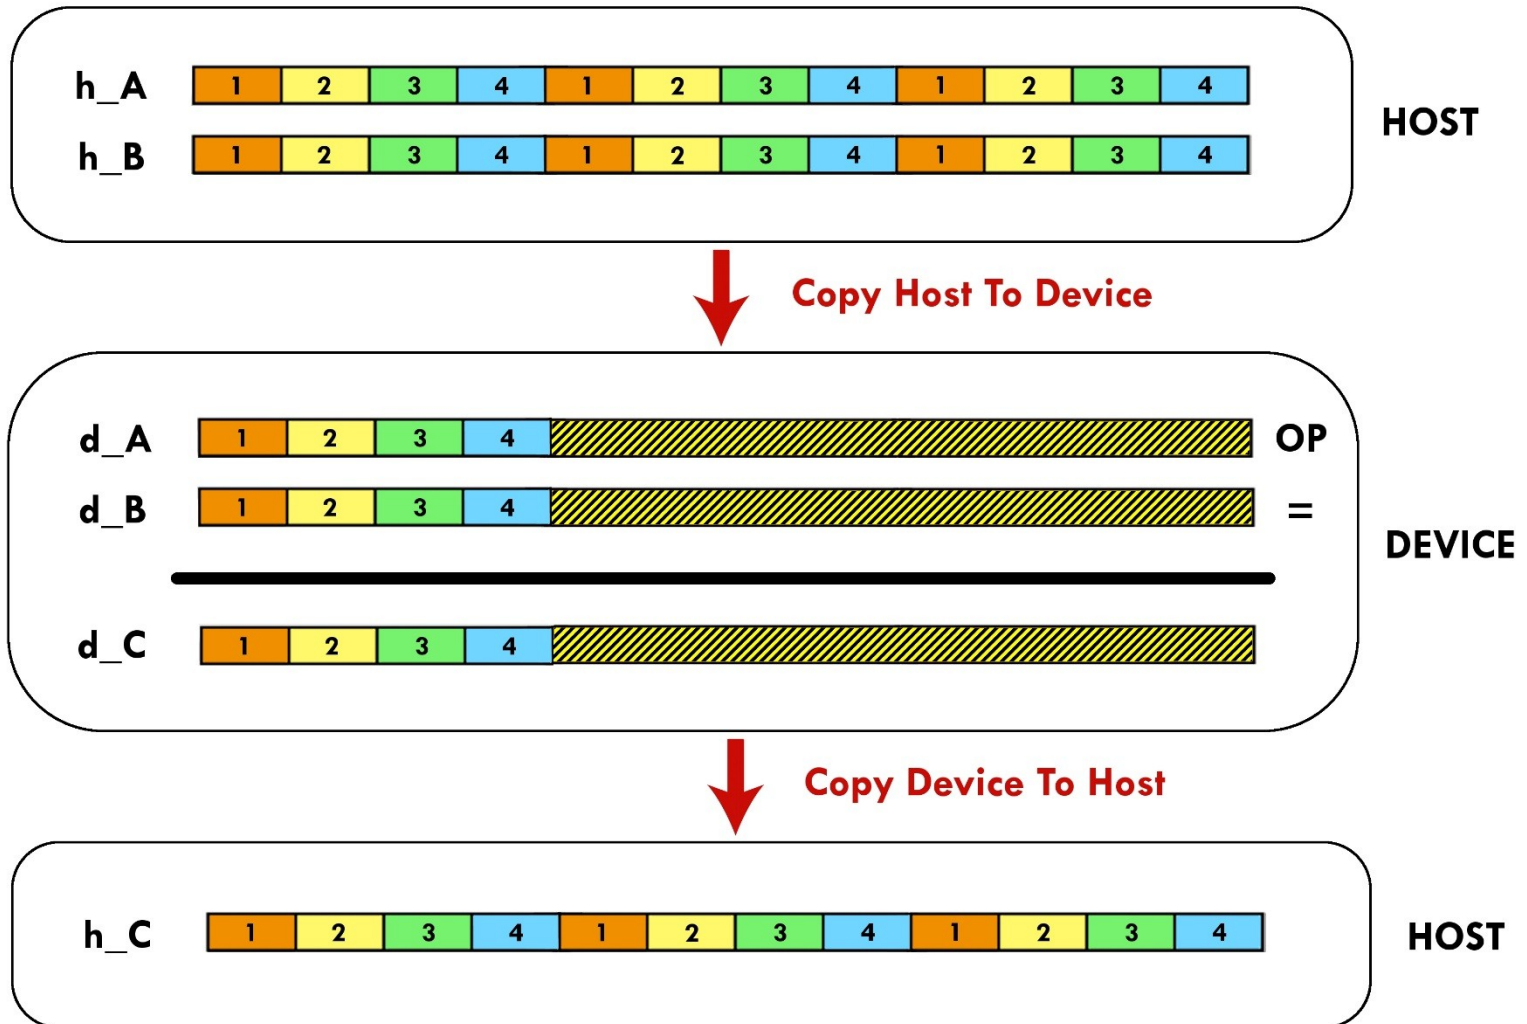 h_A 1 2 3 4 1 2 3 4 1 2 3 4
HOST
h_B 1 2 3 4 1 2 3 4 1 2 3 4
Copy Host To Device
d_A 1 2 3 4 OP
d_B 1 2 3 4 =
DEVICE
d_C 1 2 3 4
Copy Device To Host
h_C 1 2 3 4 1 2 3 4 1 2 3 4
HOST